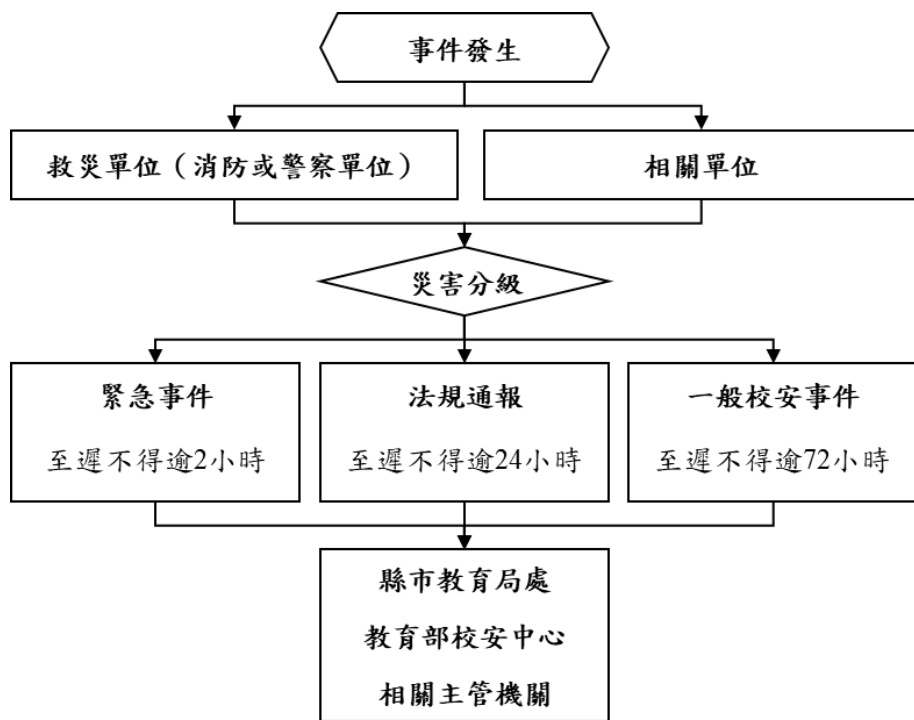 事件發生
救災單位（消防或警察單位）
相關單位
災害分級
緊急事件
至遲不得逾2小時
法規通報
至遲不得逾24小時
一般校安事件
至遲不得逾72小時
縣市教育局處
教育部校安中心
相關主管機關